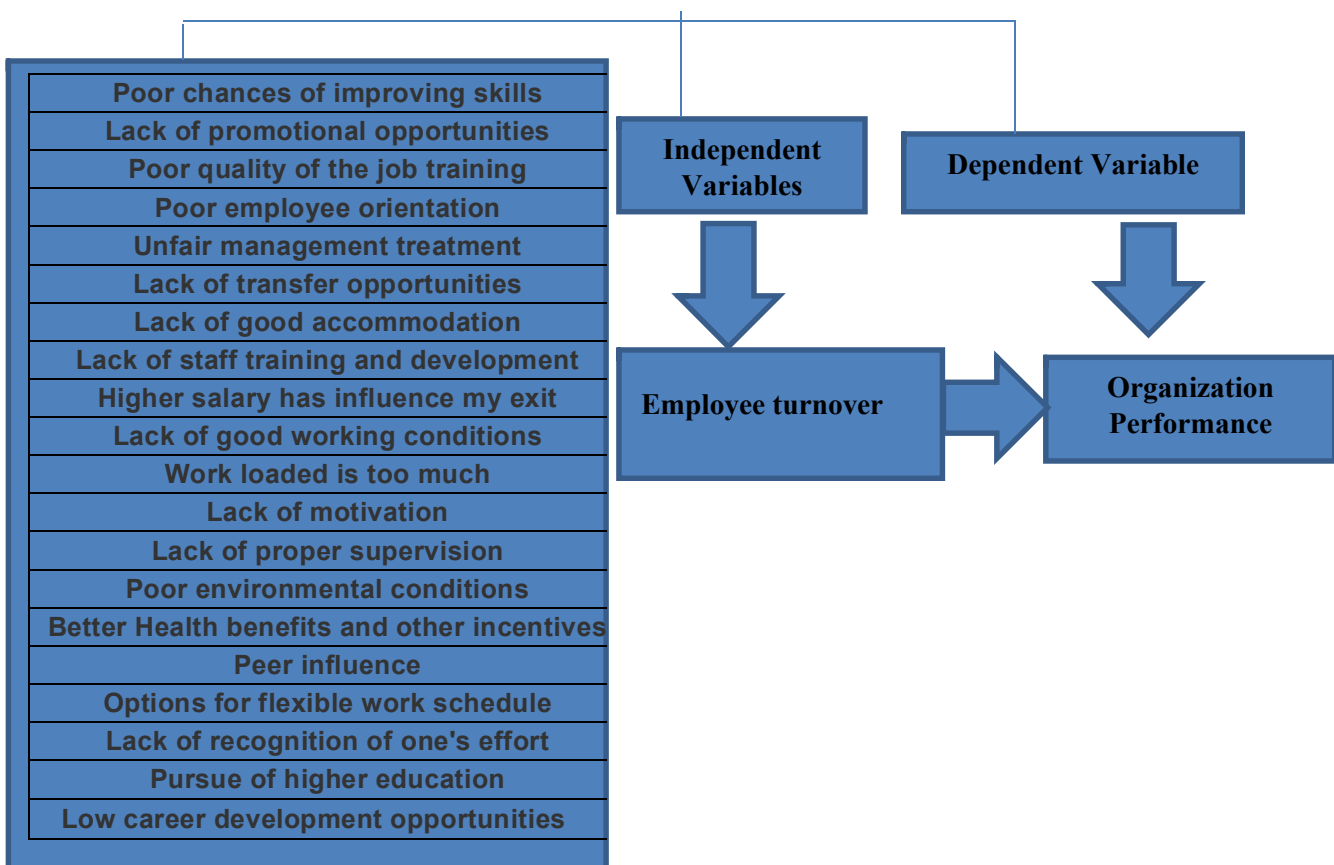 Poor chances of improving skills
Lack of promotional opportunities
Poor quality of the job training
Poor employee orientation
Unfair management treatment
Lack of transfer opportunities
Lack of good accommodation
Lack of staff training and development
Higher salary has influence my exit
Lack of good working conditions
Work loaded is too much
Lack of motivation
Lack of proper supervision
Poor environmental conditions
Better Health benefits and other incentives
Peer influence
Options for flexible work schedule
Lack of recognition of one's effort
Pursue of higher education
Low career development opportunities
Independent
Variables
Dependent Variable
Employee turnover
Organization
Performance